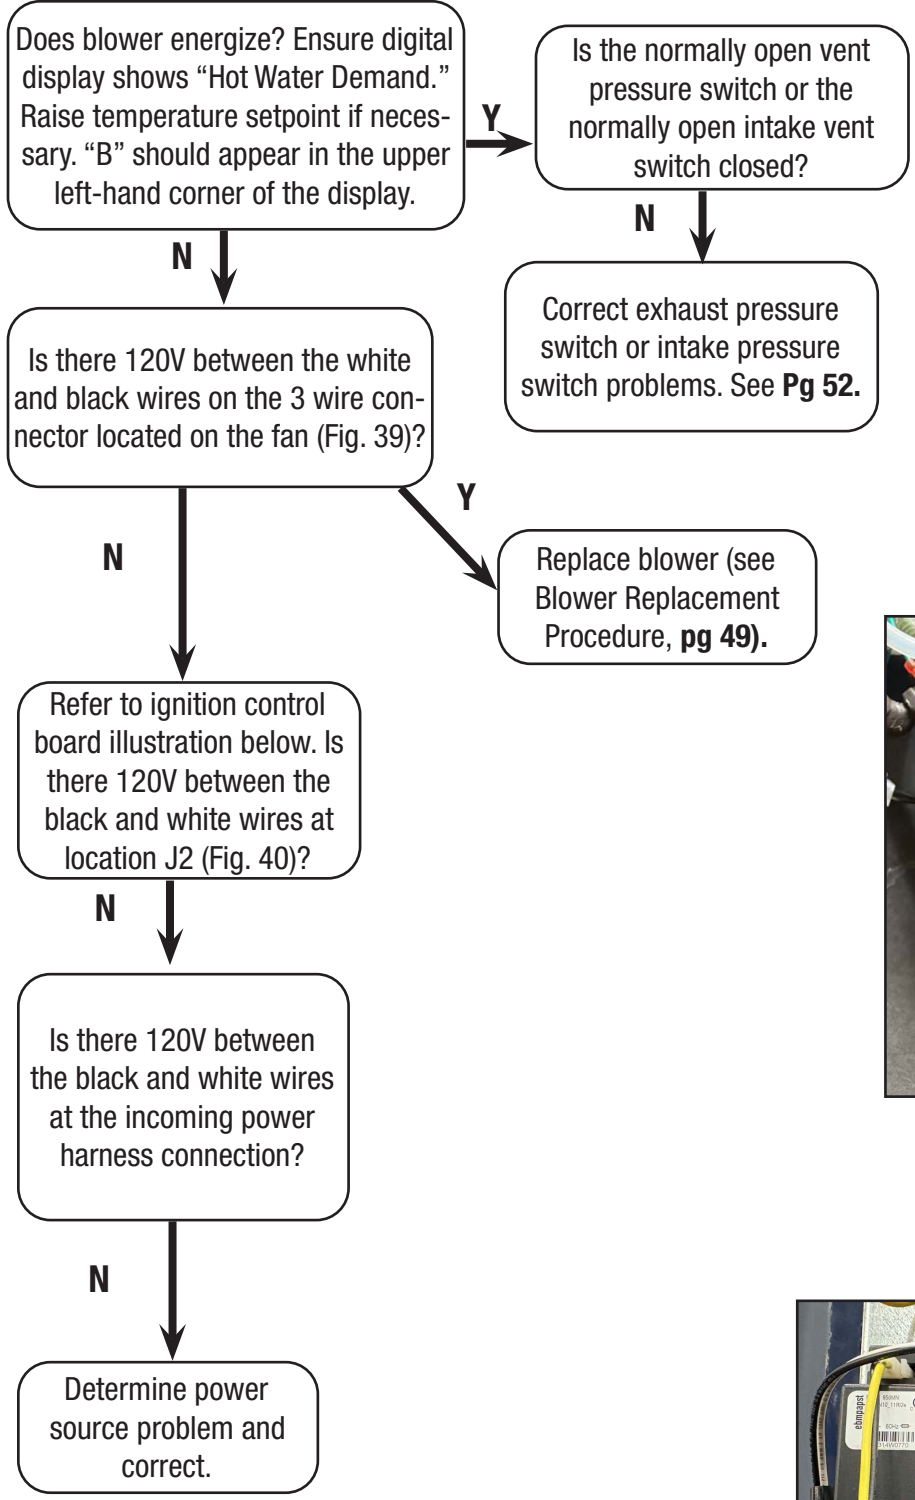 Does blower energize? Ensure digital
display shows “Hot Water Demand.”
Raise temperature setpoint if neces-
sary. “B” should appear in the upper
left-hand corner of the display.
Y
Is the normally open vent
pressure switch or the
normally open intake vent
switch closed?
N
N
Correct exhaust pressure
switch or intake pressure
switch problems. See Pg 52.
Is there 120V between the white
and black wires on the 3 wire con-
nector located on the fan (Fig. 39)?
Y
N
Replace blower (see
Blower Replacement
Procedure, pg 49).
Refer to ignition control
board illustration below. Is
there 120V between the
black and white wires at
location J2 (Fig. 40)?
N
Is there 120V between
the black and white wires
at the incoming power
harness connection?
N
Determine power
source problem and
correct.
ebmpapst
60Hz